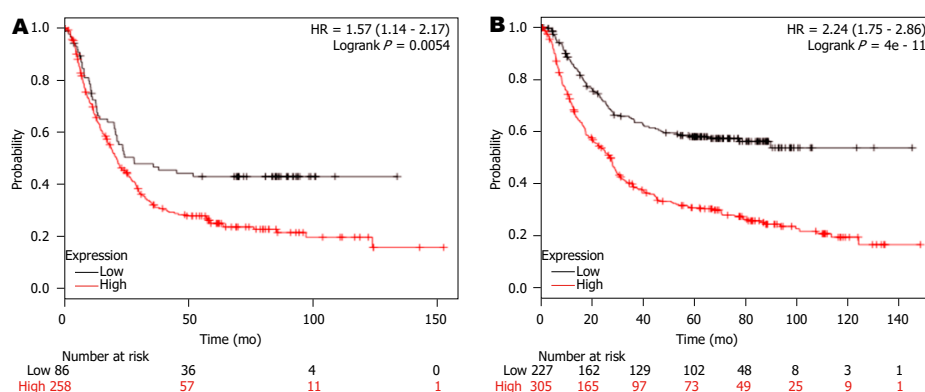 A
HR = 1.57 (1.14 - 2.17)
Logrank P = 0.0054
Probability
1.0
0.8
0.6
0.4
0.2
0.0
Expression
Low
High
0 50 100 150
Time (mo)
Number at risk
Low 86 36 4 0
High 258 57 11 1
B
HR = 2.24 (1.75 - 2.86)
Logrank P = 4e - 11
Probability
1.0
0.8
0.6
0.4
0.2
0.0
Expression
Low
High
0 20 40 60 80 100 120 140
Time (mo)
Number at risk
Low 227 162 129 102 48 8 3 1
High 305 165 97 73 49 25 9 1